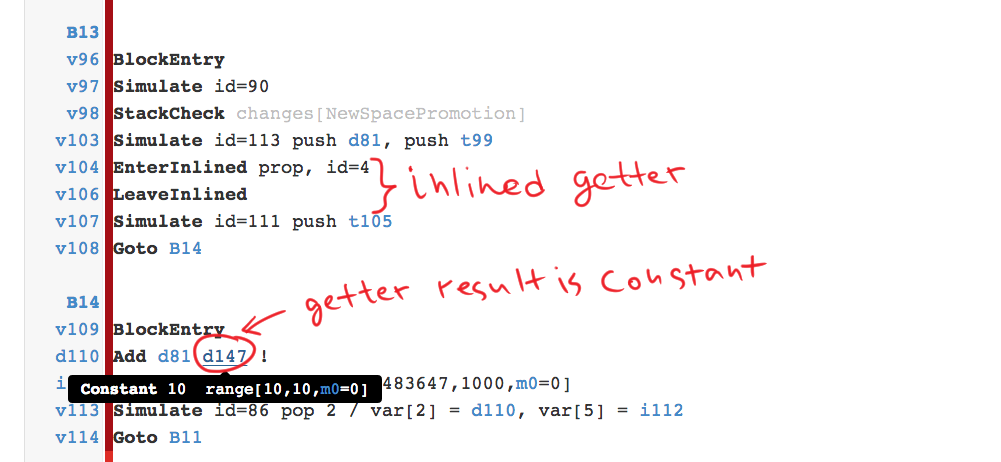 B13
v96 BlockEntry
v97 Simulate id=90
v98 StackCheck changes[NewSpacePromotion]
v103 Simulate id=113 push d81, push t99
v104 EnterInlined prop, id=4
inlined getter
v106 LeaveInlined
v107 Simulate id=111 push t105
v108 Goto B14
getter result is constant
B14
v109 BlockEntry
d110 Add d81 d147 !
i
Constant 10 range[10,10,m0=0]
483647,1000,m0=0]
v113 Simulate id=86 pop 2 / var[2] = d110, var[5] = i112
v114 Goto B11